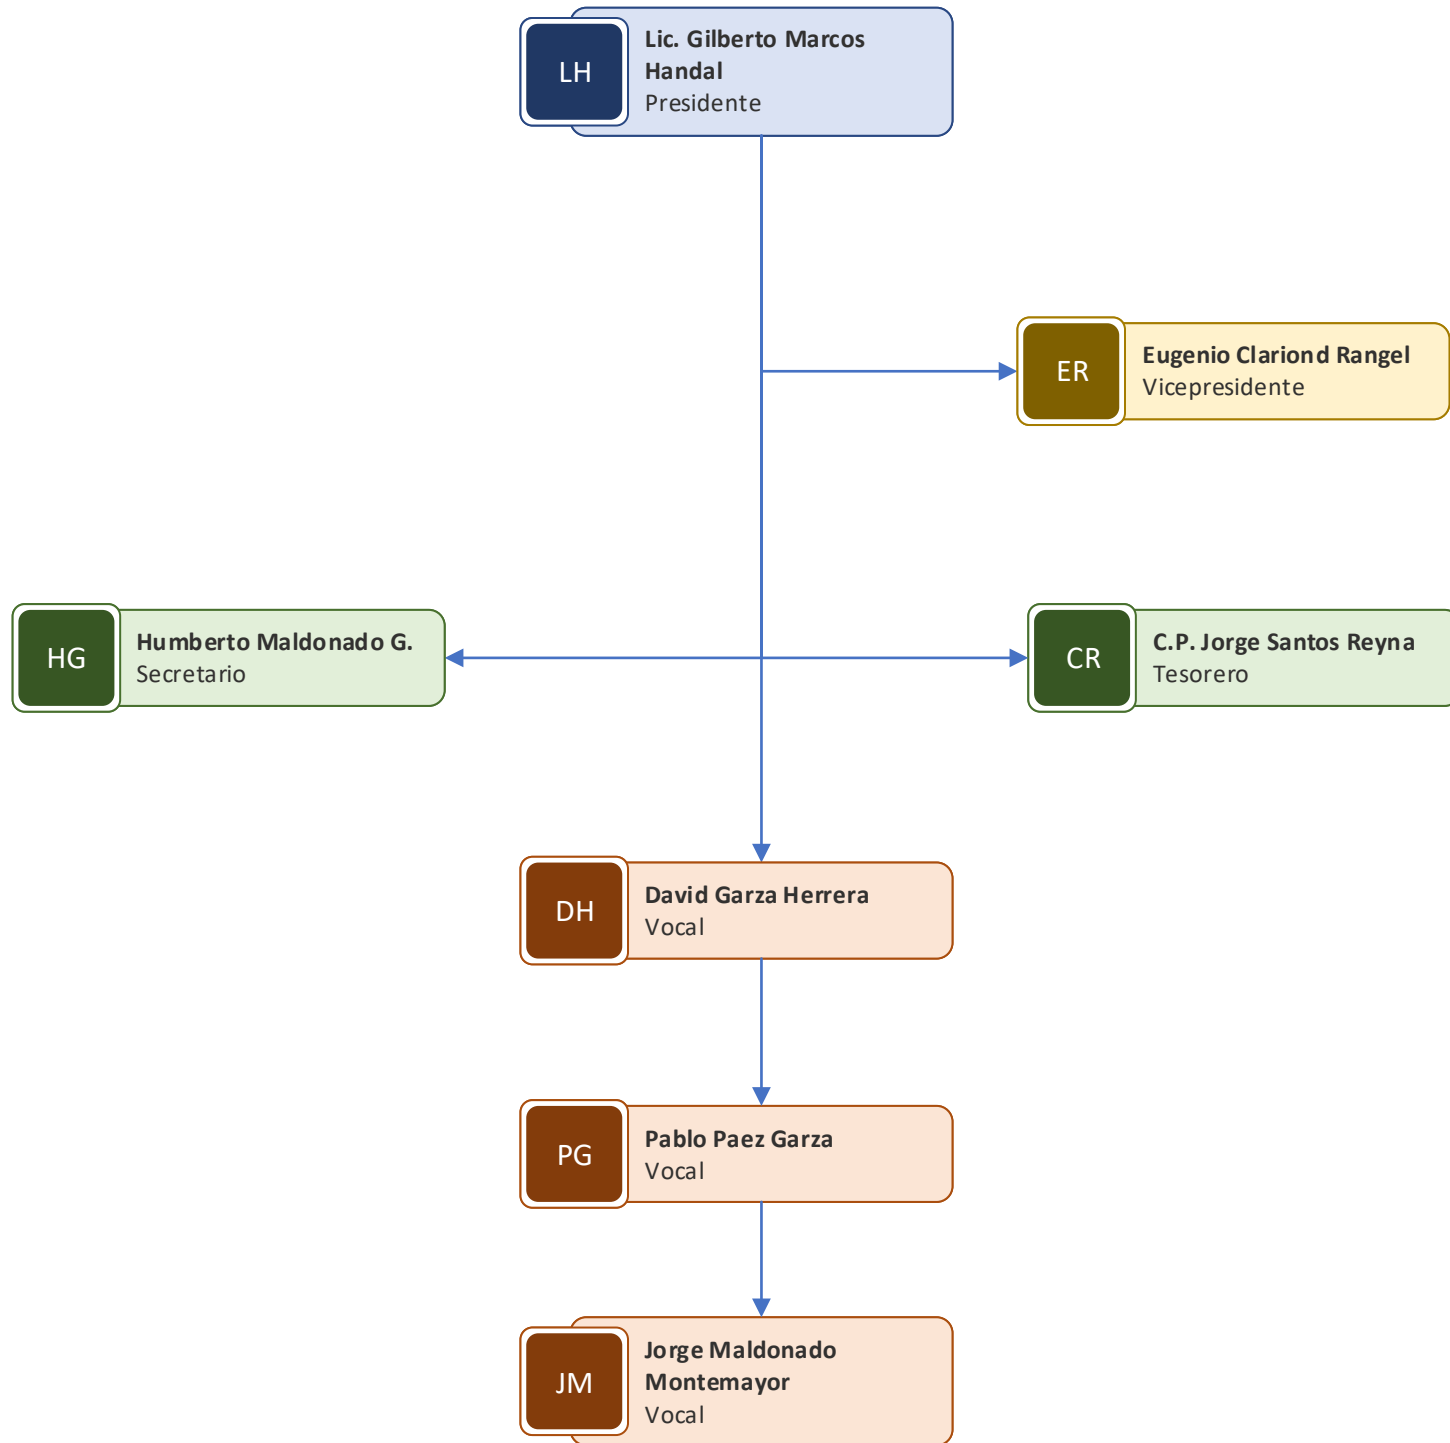 LH
Lic. Gilberto Marcos
Handal
Presidente
ER
Eugenio Clariond Rangel
Vicepresidente
HG
Humberto Maldonado G.
Secretario
CR
C.P. Jorge Santos Reyna
Tesorero
DH
David Garza Herrera
Vocal
PG
Pablo Paez Garza
Vocal
JM
Jorge Maldonado
Montemayor
Vocal